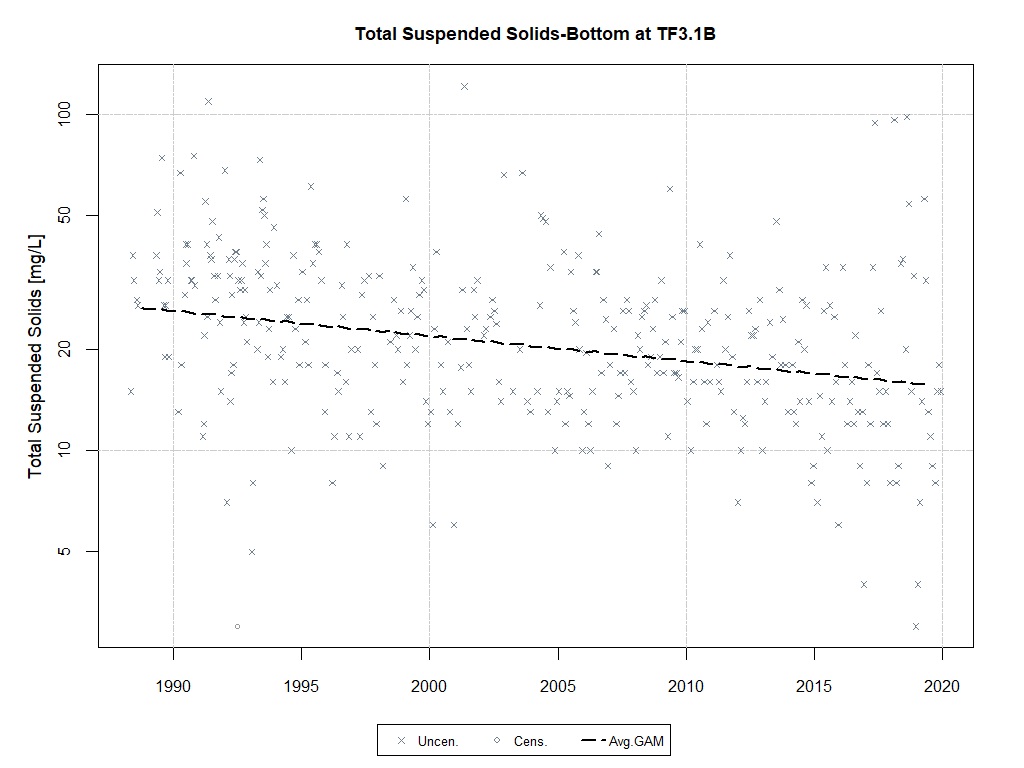 Total Suspended Solids-Bottom at TF3.1B
Total Suspended Solids [mg/L]
100
50
20
10
5
1990 1995 2000 2005 2010 2015 2020
Uncen. Cens. Avg.GAM